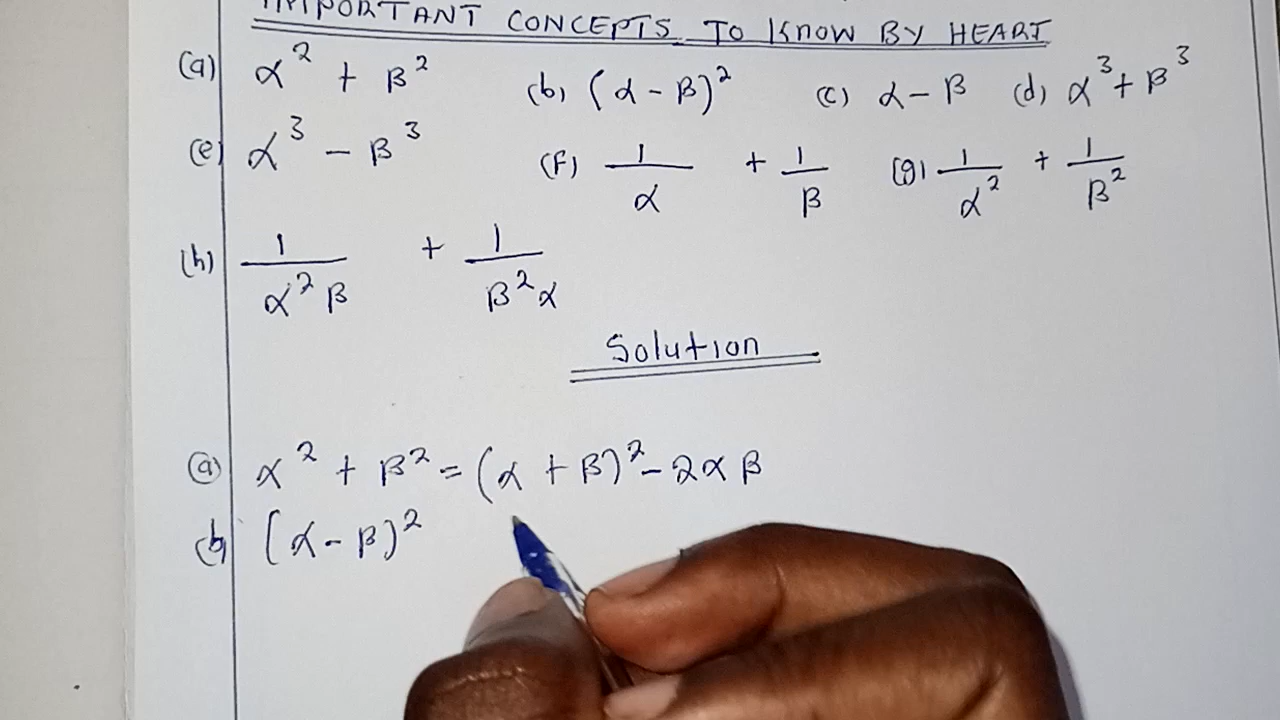 IMPORTANT CONCEPTS TO KNOW BY HEART
(a) α² + β² (b) (α - β)² (c) α - β (d) α³ + β³
(e) α³ - β³ (F) 1/α + 1/β (g) 1/α² + 1/β²
(h) 1/α²β + 1/β²α
Solution
(a) α² + β² = (α + β)² - 2αβ
(b) (α - β)²